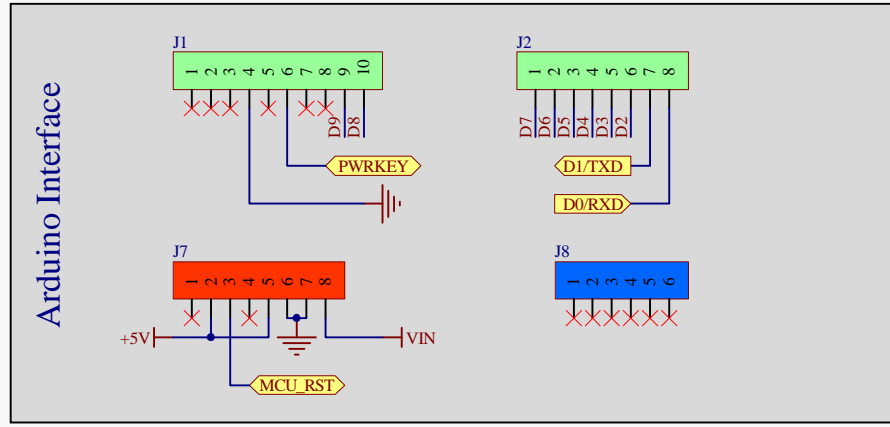 Arduino Interface
J1
1 2 3 4 5 6 7 8 9 10
D9 D8
PWRKEY
J2
1 2 3 4 5 6 7 8
D7 D6 D5 D4 D3 D2
D1/TXD
D0/RXD
J7
1 2 3 4 5 6 7 8
+5V
VIN
MCU_RST
J8
1 2 3 4 5 6